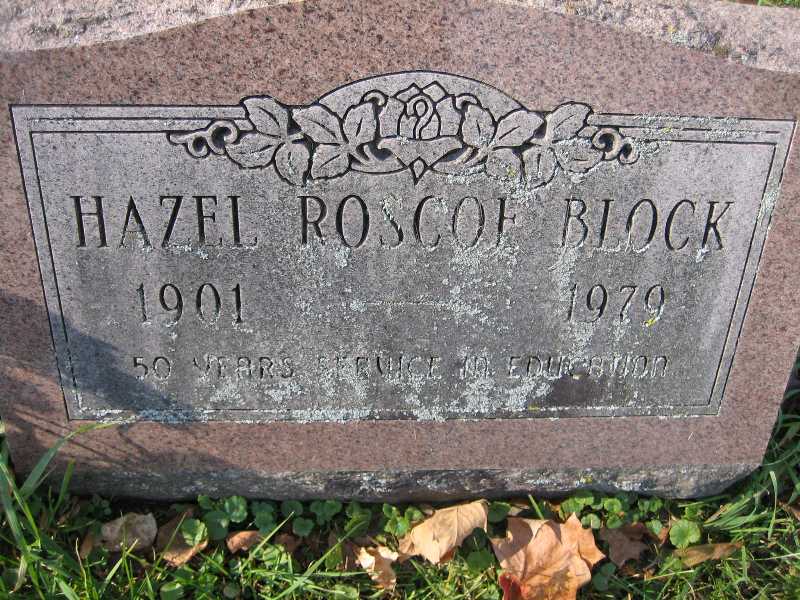 HAZEL ROSCOE BLOCK
1901 — 1979
50 YEARS SERVICE IN EDUCATION